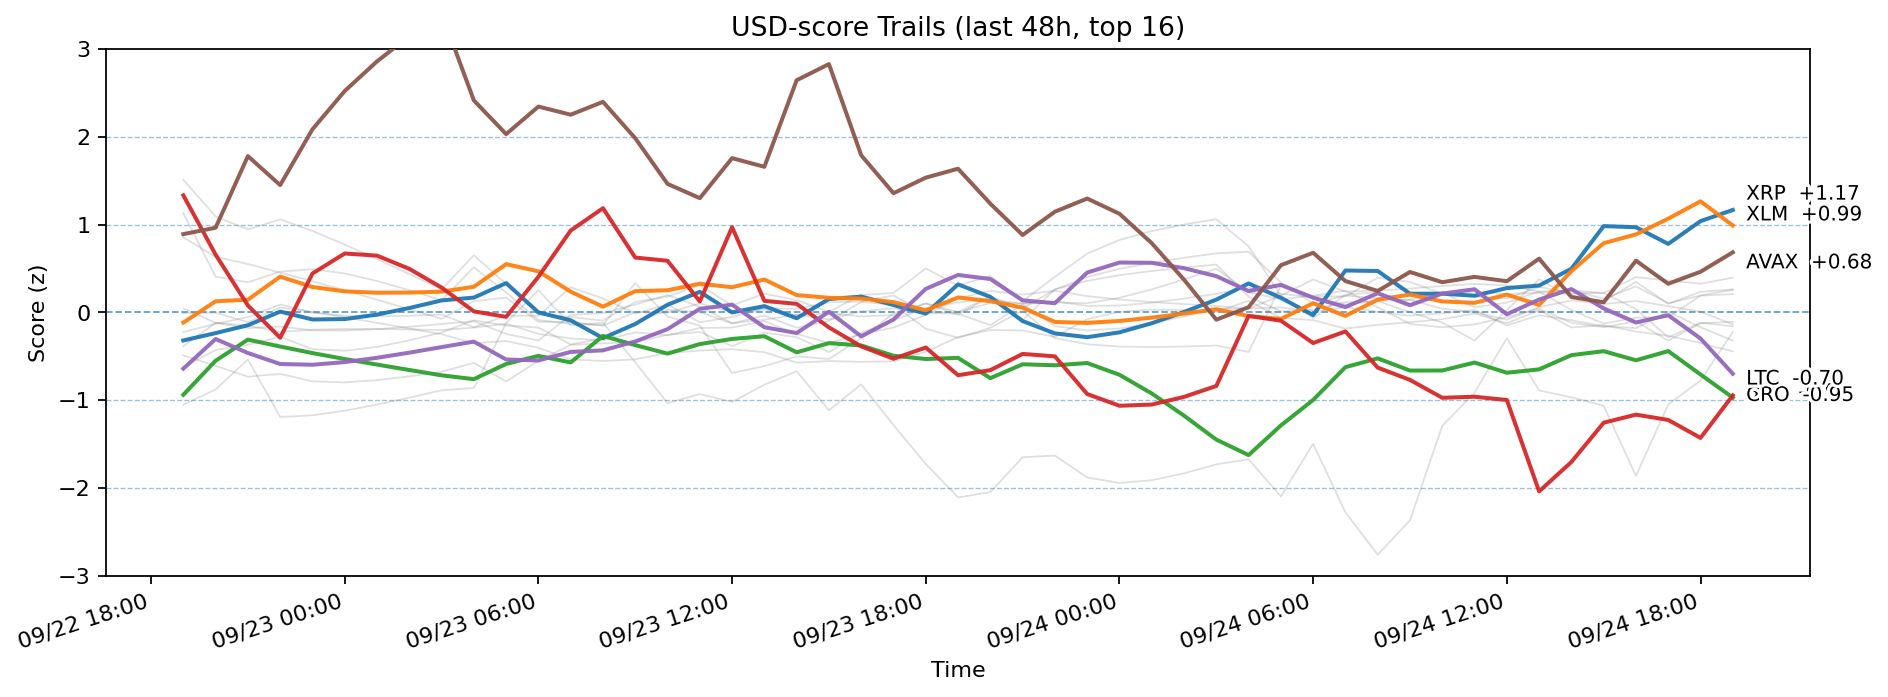 USD-score Trails (last 48h, top 16)
Score (z)
3
2
1
0
−1
−2
−3
XRP +1.17
XLM +0.99
AVAX +0.68
LTC -0.70
-0.95
09/22 18:00
09/23 00:00
09/23 06:00
09/23 12:00
09/23 18:00
09/24 00:00
09/24 06:00
09/24 12:00
09/24 18:00
Time